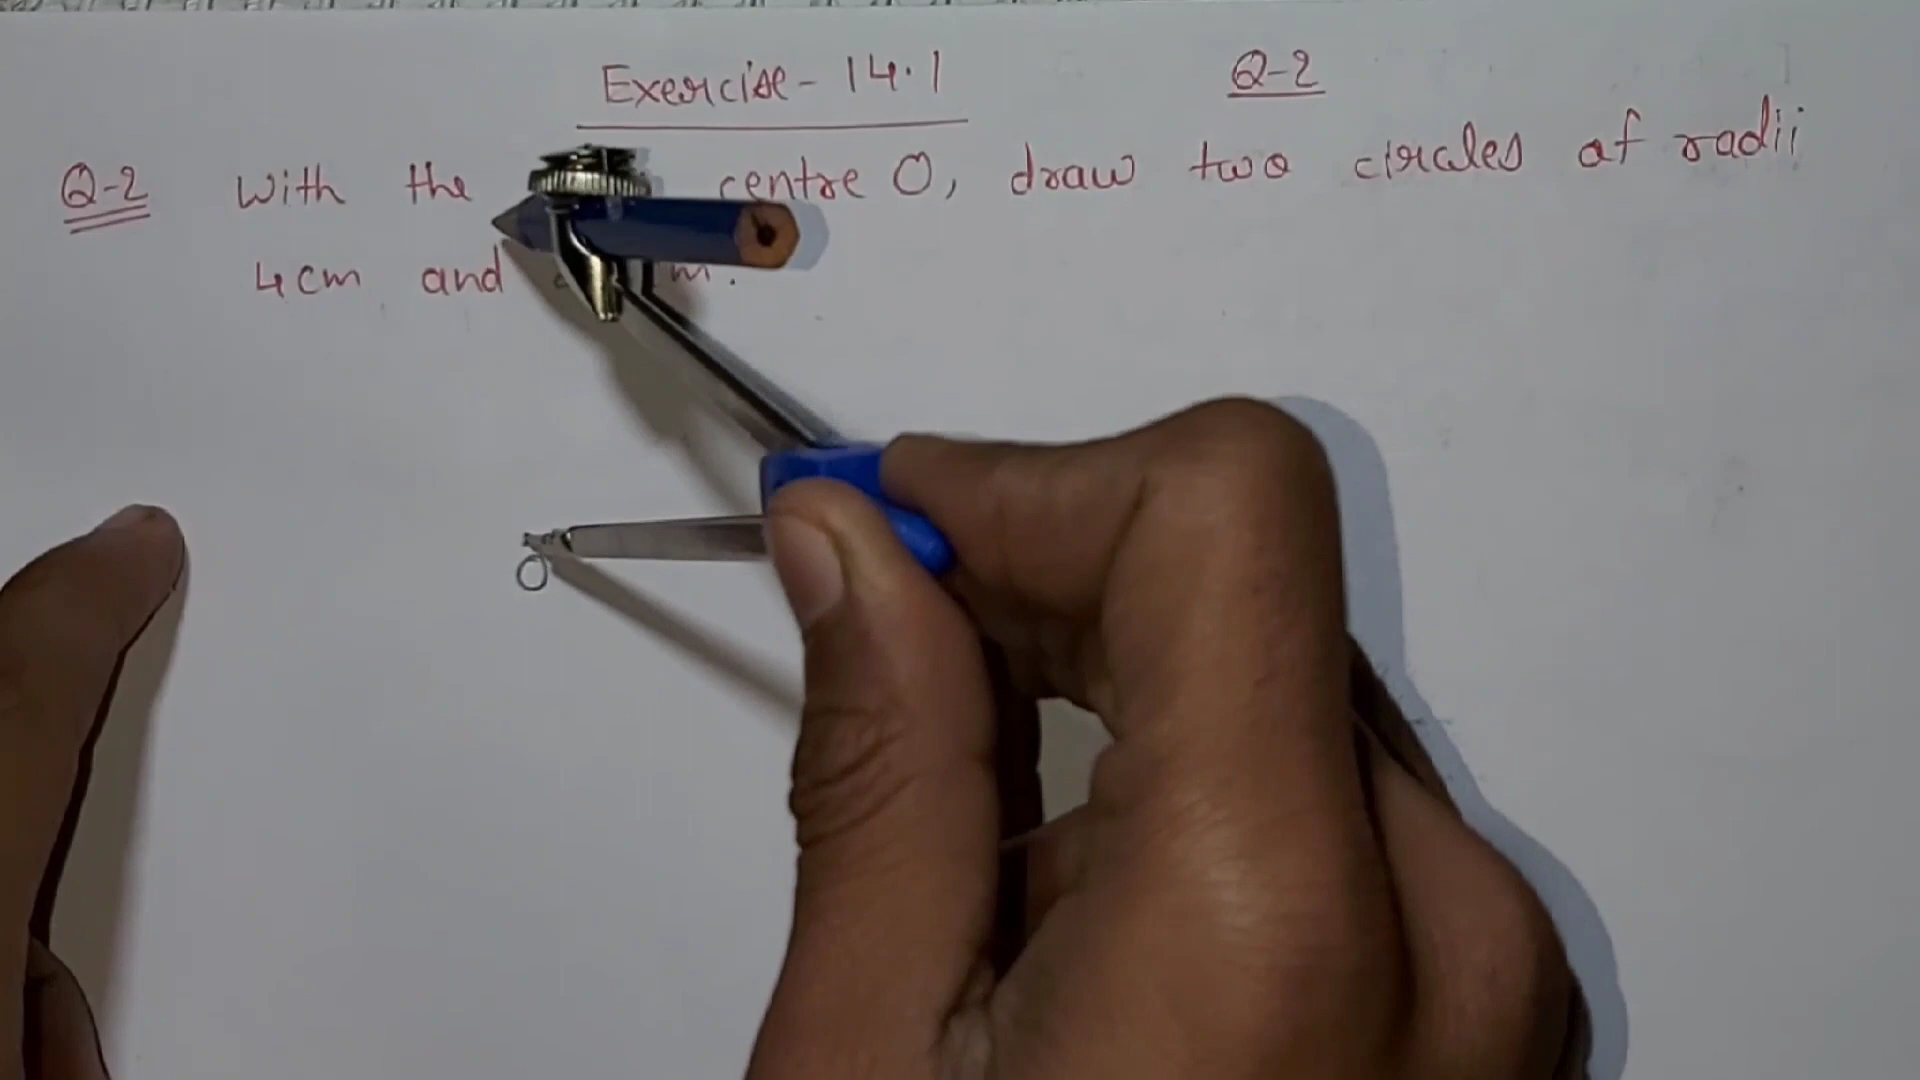 Exercise - 14.1
Q-2
Q-2 With the centre O, draw two circles of radii
4cm and m.
O